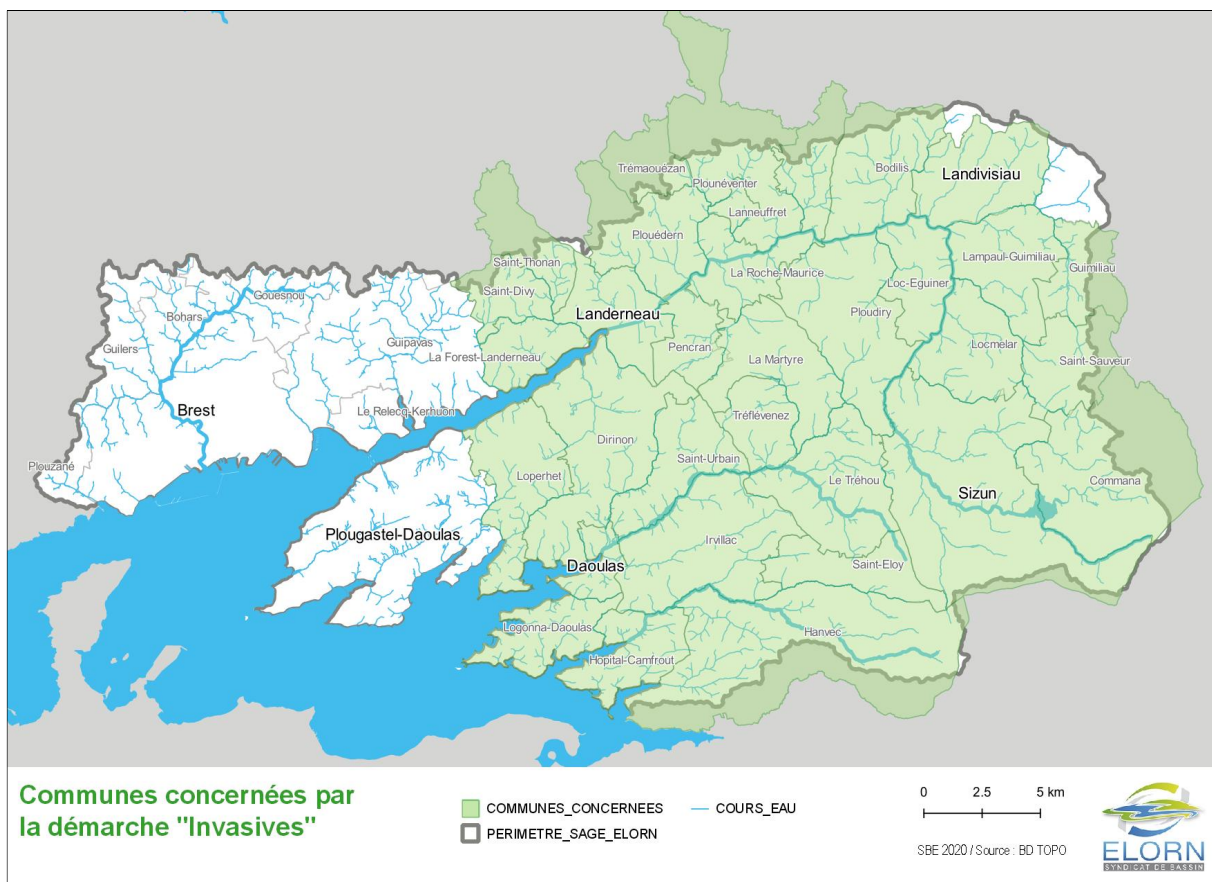 Trémaouézan
Bodilis
Landivisiau
Plounéventer
Lanneuffret
Plouédern
Saint-Thonan
La Roche-Maurice
Lampaul-Guimiliau
Guimiliau
Loc-Eguiner
Saint-Divy
Gouesnou
Bohars
Landerneau
Ploudiry
Guipavas
Guilers
La Forest-Landerneau
Pencran
La Martyre
Locmelar
Saint-Sauveur
Brest
Le Relecq-Kerhuon
Tréflévenez
Dirinon
Saint-Urbain
Plouzané
Loperhet
Le Tréhou
Sizun
Commana
Plougastel-Daoulas
Irvillac
Daoulas
Saint-Eloy
Logonna-Daoulas
Hanvec
Hôpital-Camfrout
Communes concernées par
la démarche "Invasives"
COMMUNES_CONCERNEES
COURS_EAU
PERIMETRE_SAGE_ELORN
0 2.5 5 km
SBE 2020 / Source : BD TOPO
ELORN
SYNDICAT DE BASSIN